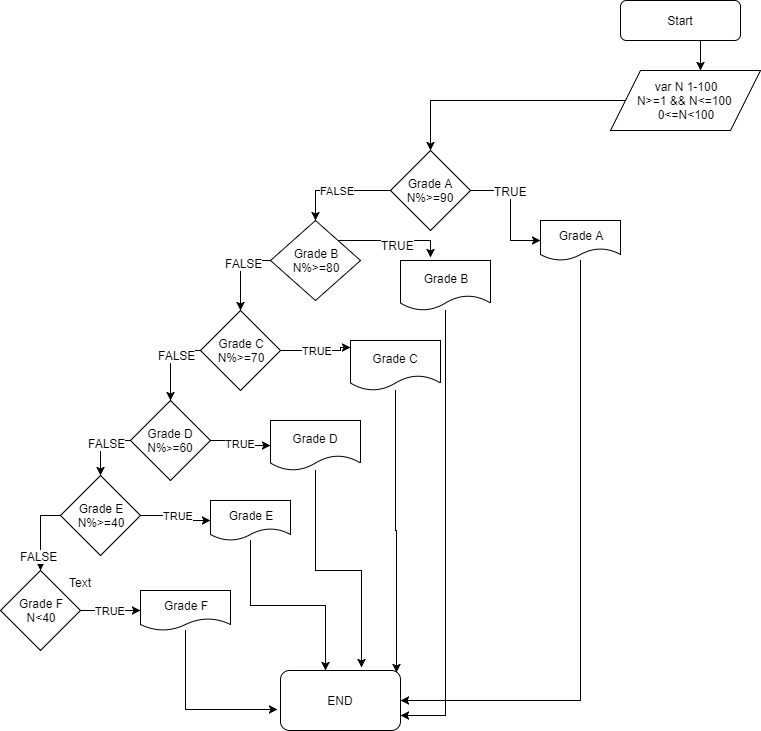 Start
var N 1-100
N>=1 && N<=100
0<=N<100
Grade A
N%>=90
FALSE
TRUE
Grade A
Grade B
N%>=80
TRUE
FALSE
Grade B
Grade C
N%>=70
TRUE
FALSE
Grade C
Grade D
N%>=60
TRUE
FALSE
Grade D
Grade E
N%>=40
TRUE
Grade E
FALSE
Text
Grade F
N<40
TRUE
Grade F
END